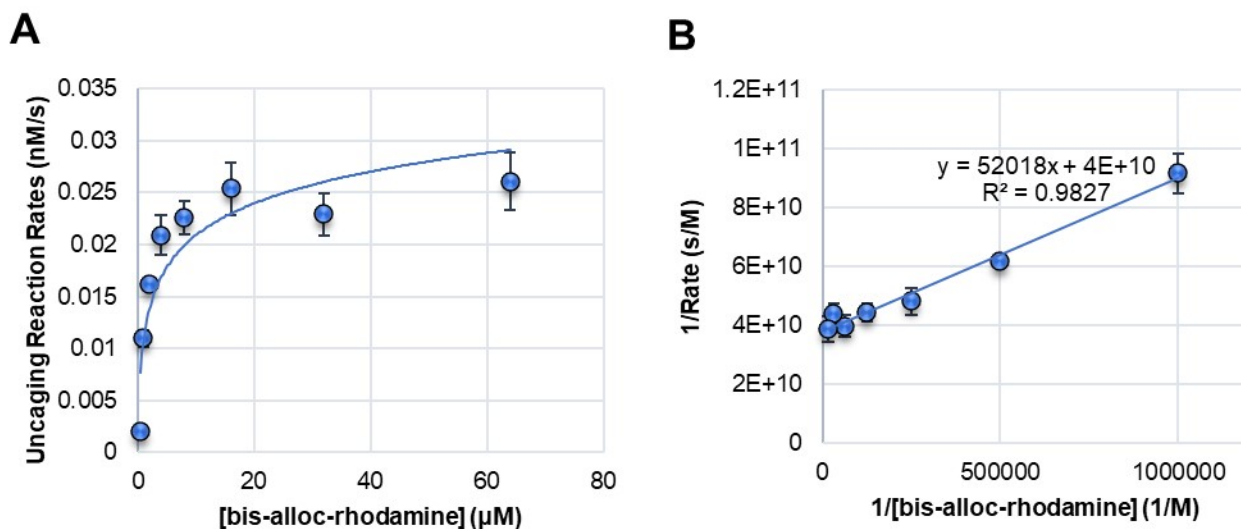 A
Uncaging Reaction Rates (nM/s)
0.035
0.03
0.025
0.02
0.015
0.01
0.005
0
0
20
40
60
80
[bis-alloc-rhodamine] (μM)
B
1/Rate (s/M)
1.2E+11
1E+11
8E+10
6E+10
4E+10
2E+10
0
y = 52018x + 4E+10
R² = 0.9827
0
500000
1000000
1/[bis-alloc-rhodamine] (1/M)